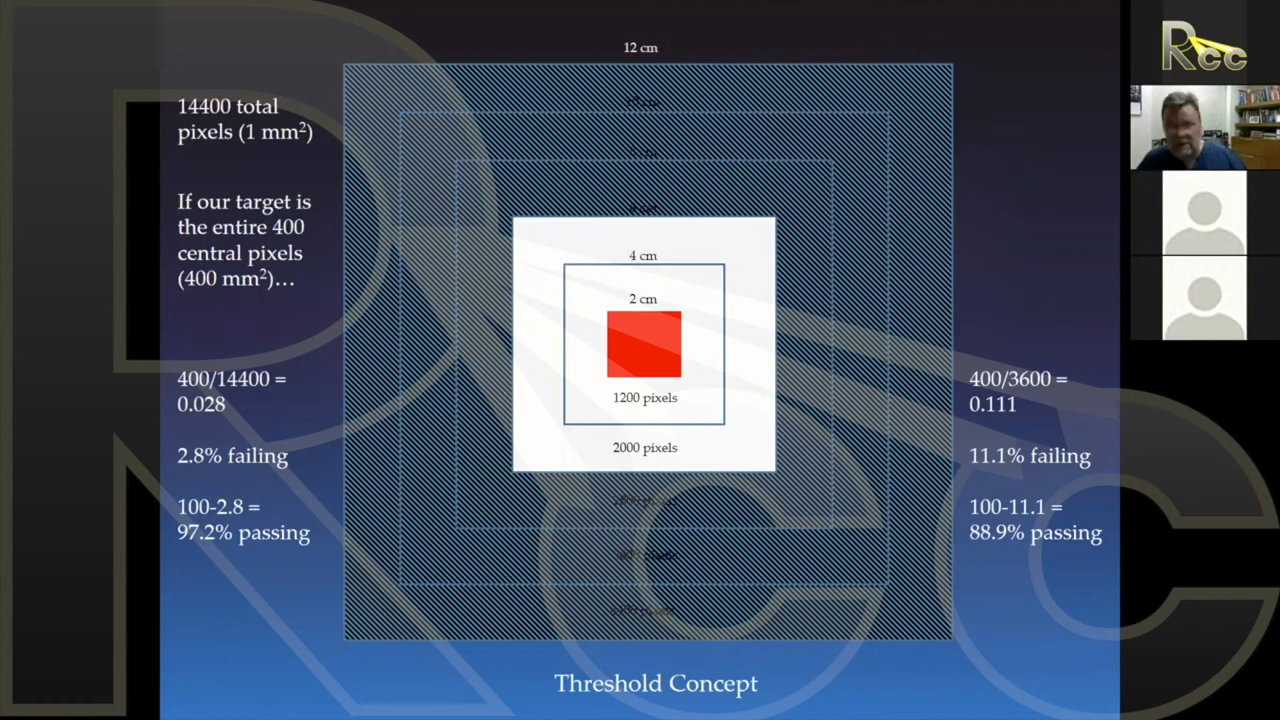 12 cm
14400 total
pixels (1 mm²)
If our target is
the entire 400
central pixels
(400 mm²)…
4 cm
2 cm
1200 pixels
2000 pixels
400/14400 =
0.028
2.8% failing
100-2.8 =
97.2% passing
400/3600 =
0.111
11.1% failing
100-11.1 =
88.9% passing
Threshold Concept
Rcc